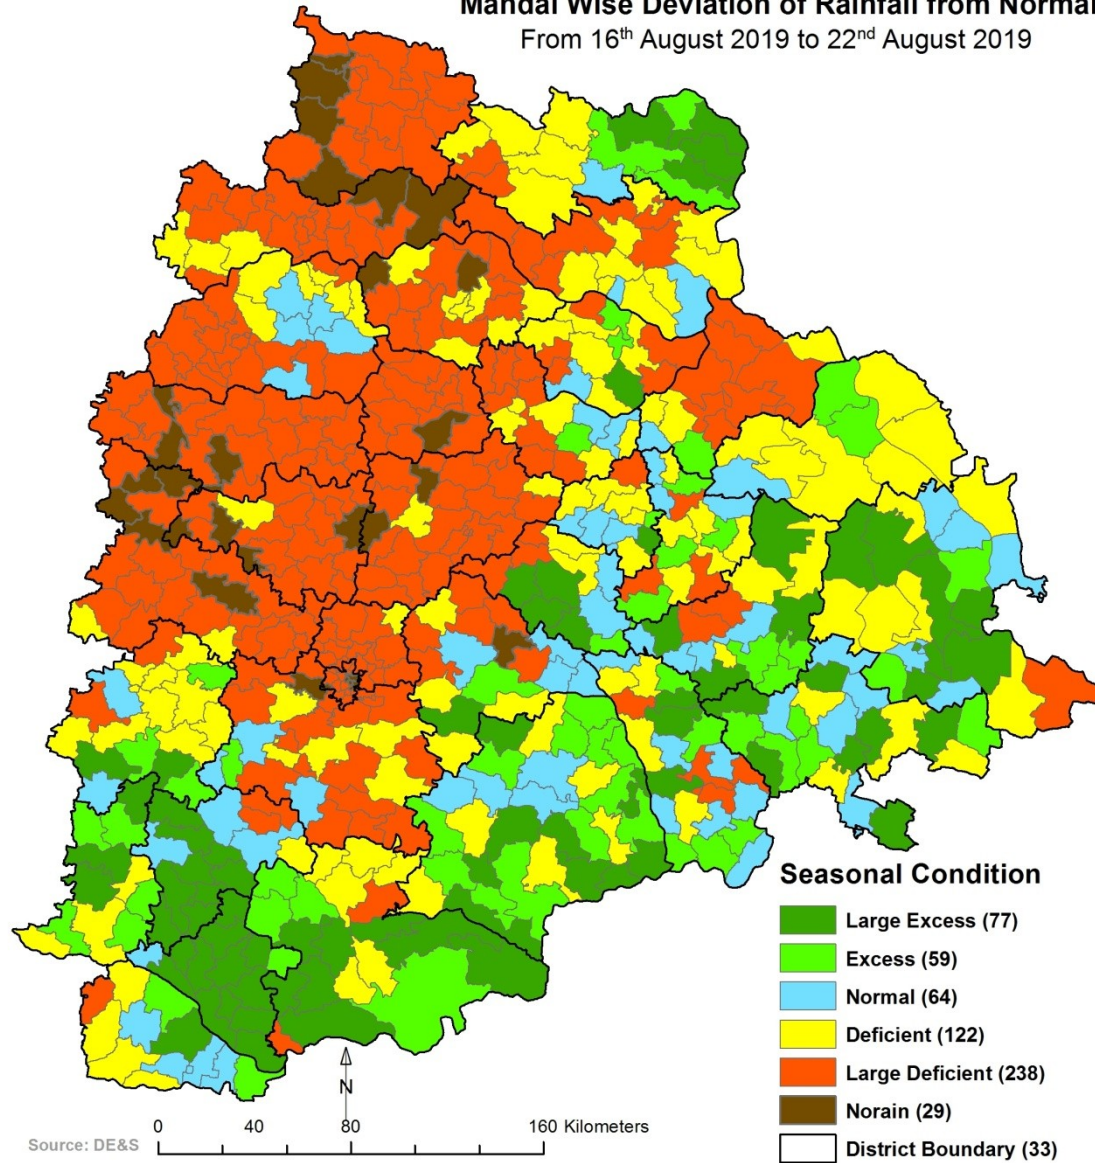 Mandal Wise Deviation of Rainfall from Normal
From 16th August 2019 to 22nd August 2019
Seasonal Condition
Large Excess (77)
Excess (59)
Normal (64)
Deficient (122)
Large Deficient (238)
Norain (29)
District Boundary (33)
N
0 40 80 160 Kilometers
Source: DE&S